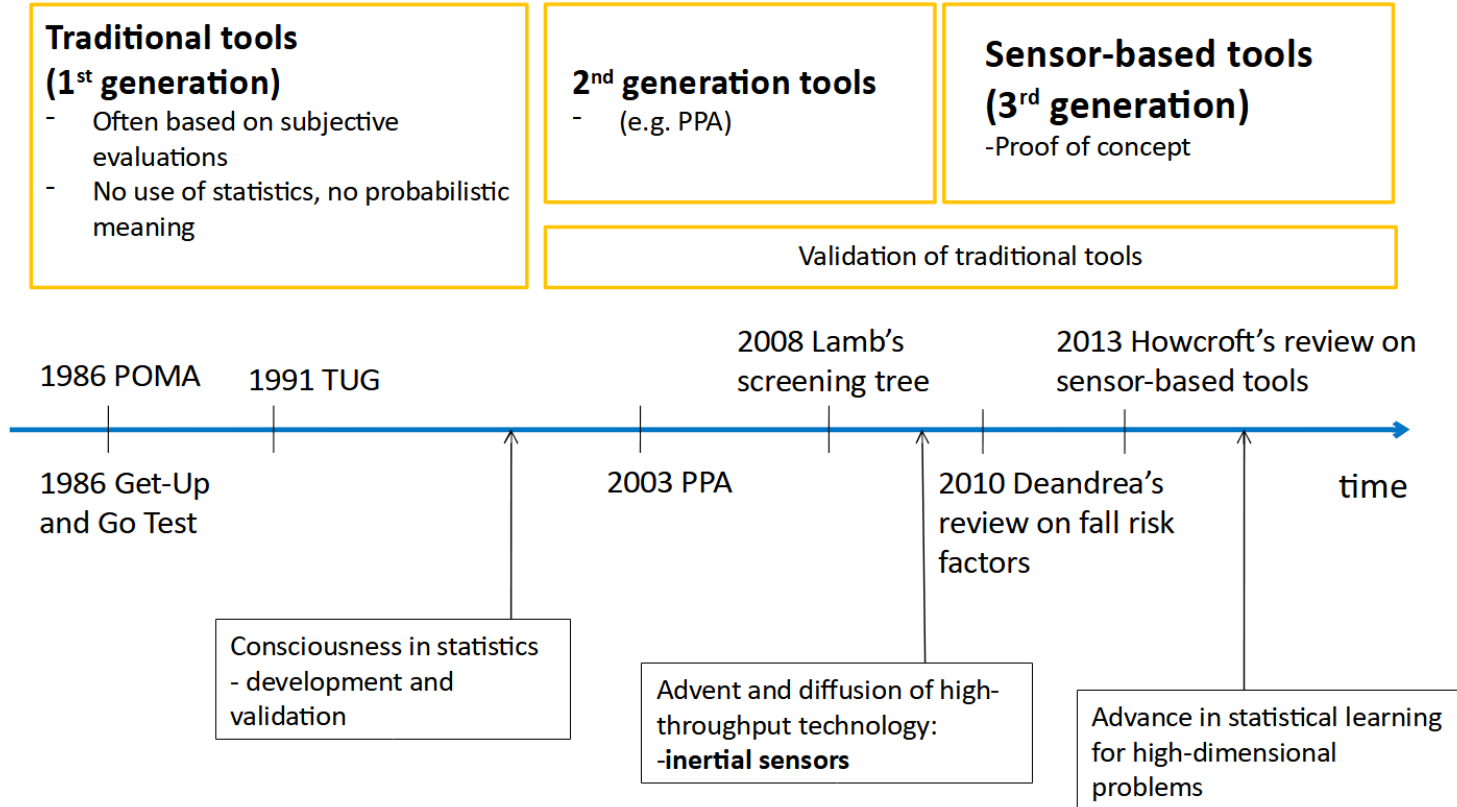 Traditional tools
(1st generation)
- Often based on subjective
evaluations
- No use of statistics, no probabilistic
meaning
2nd generation tools
- (e.g. PPA)
Sensor-based tools
(3rd generation)
-Proof of concept
Validation of traditional tools
1986 POMA
1991 TUG
2008 Lamb's
screening tree
2013 Howcroft's review on
sensor-based tools
1986 Get-Up
and Go Test
2003 PPA
2010 Deandrea's
review on fall risk
factors
time
Consciousness in statistics
- development and
validation
Advent and diffusion of high-
throughput technology:
-inertial sensors
Advance in statistical learning
for high-dimensional
problems